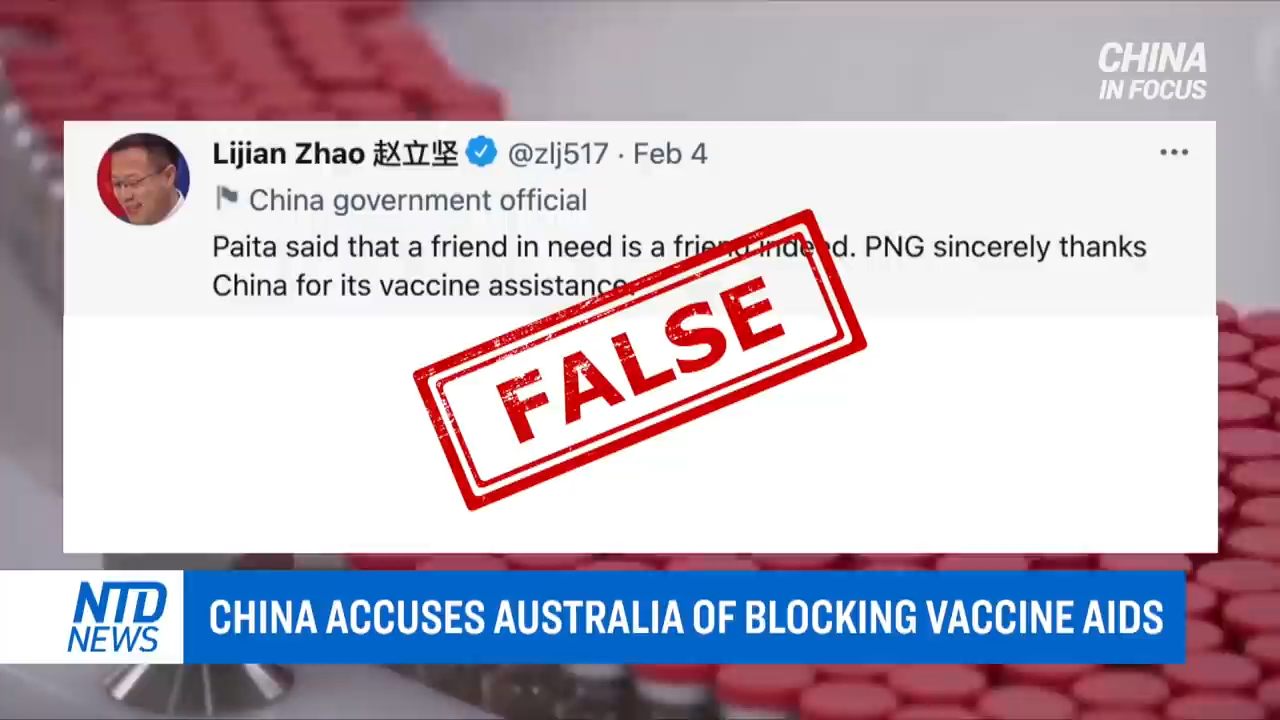 CHINA
IN FOCUS
Lijian Zhao 赵立坚 @zlj517 · Feb 4
China government official
Paita said that a friend in need is a friend indeed. PNG sincerely thanks
China for its vaccine assistance.
FALSE
NTD
NEWS
CHINA ACCUSES AUSTRALIA OF BLOCKING VACCINE AIDS